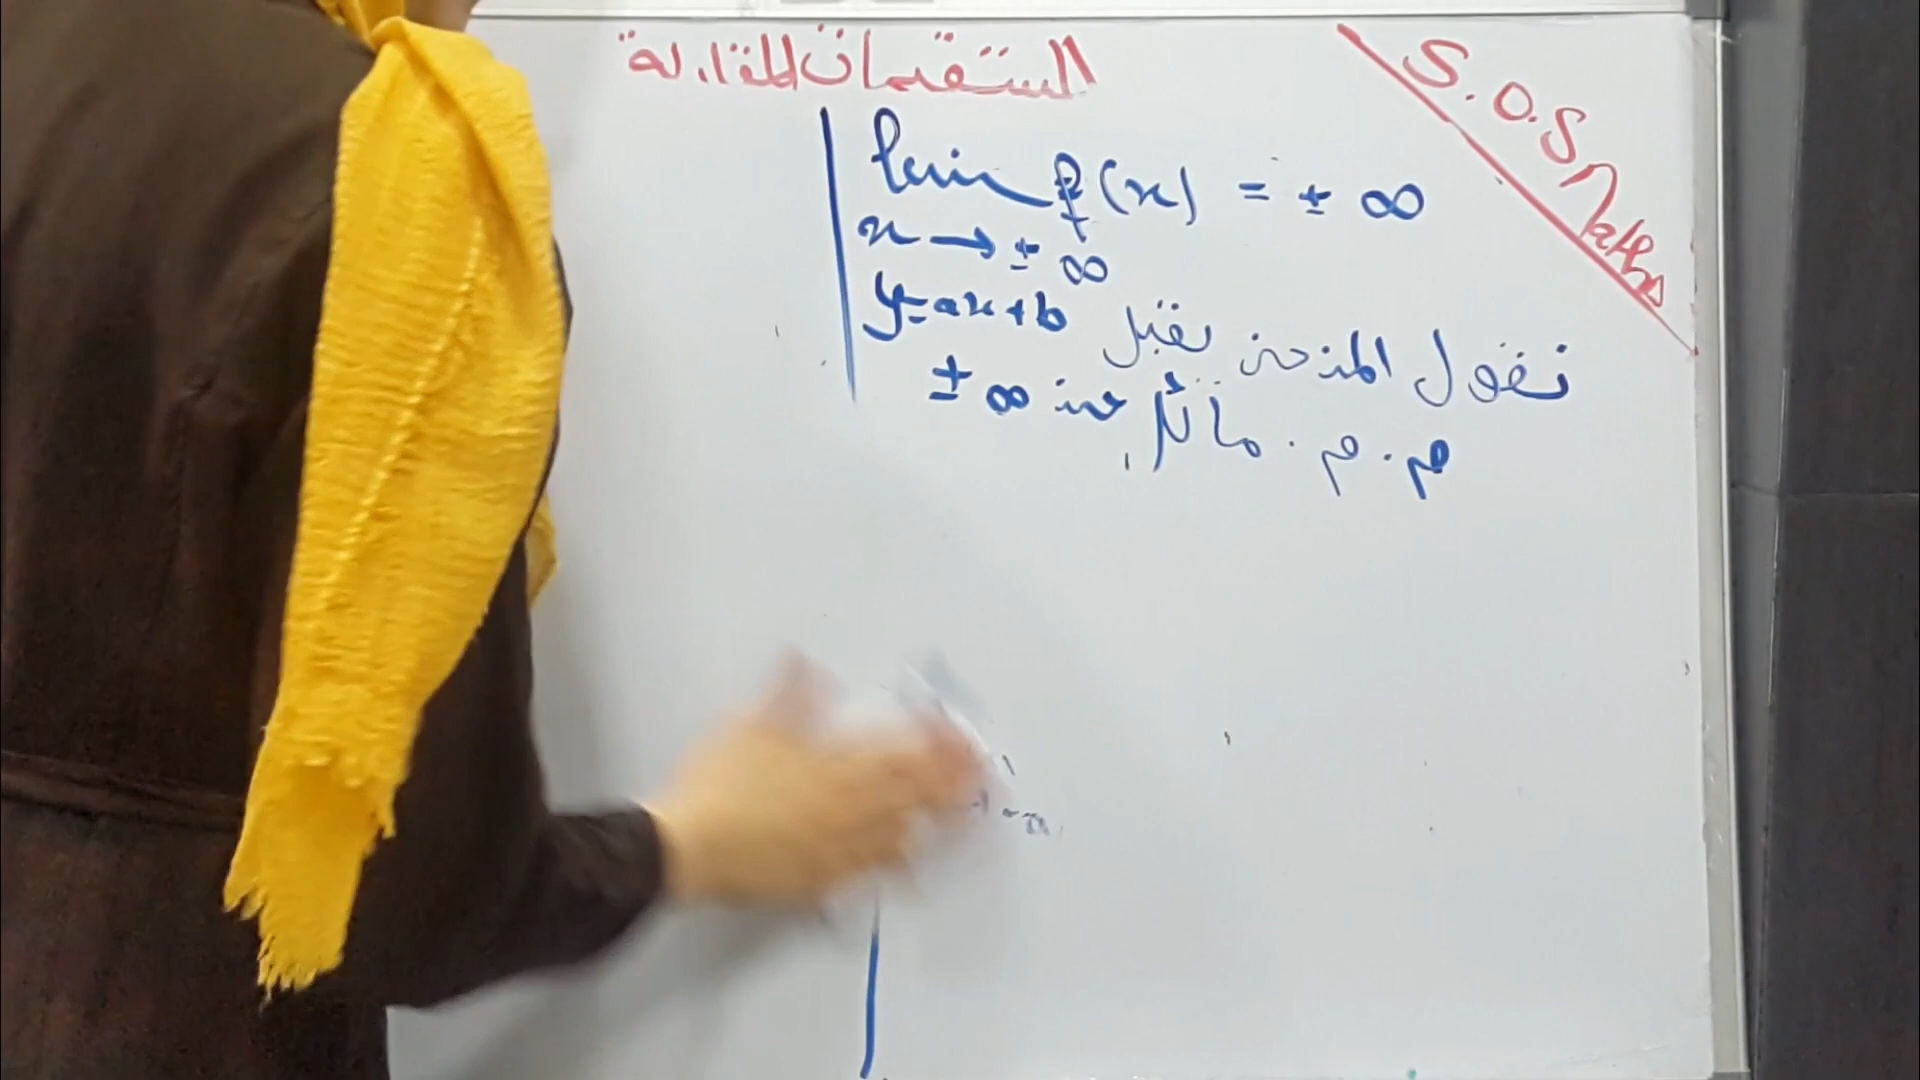 المستقيمات المقاربة
S.O.S Maths
lim f(x) = ± ∞
x → ± ∞
نقول المنحنى يقبل y=ax+b
م.م. مائل عند ∞ ±